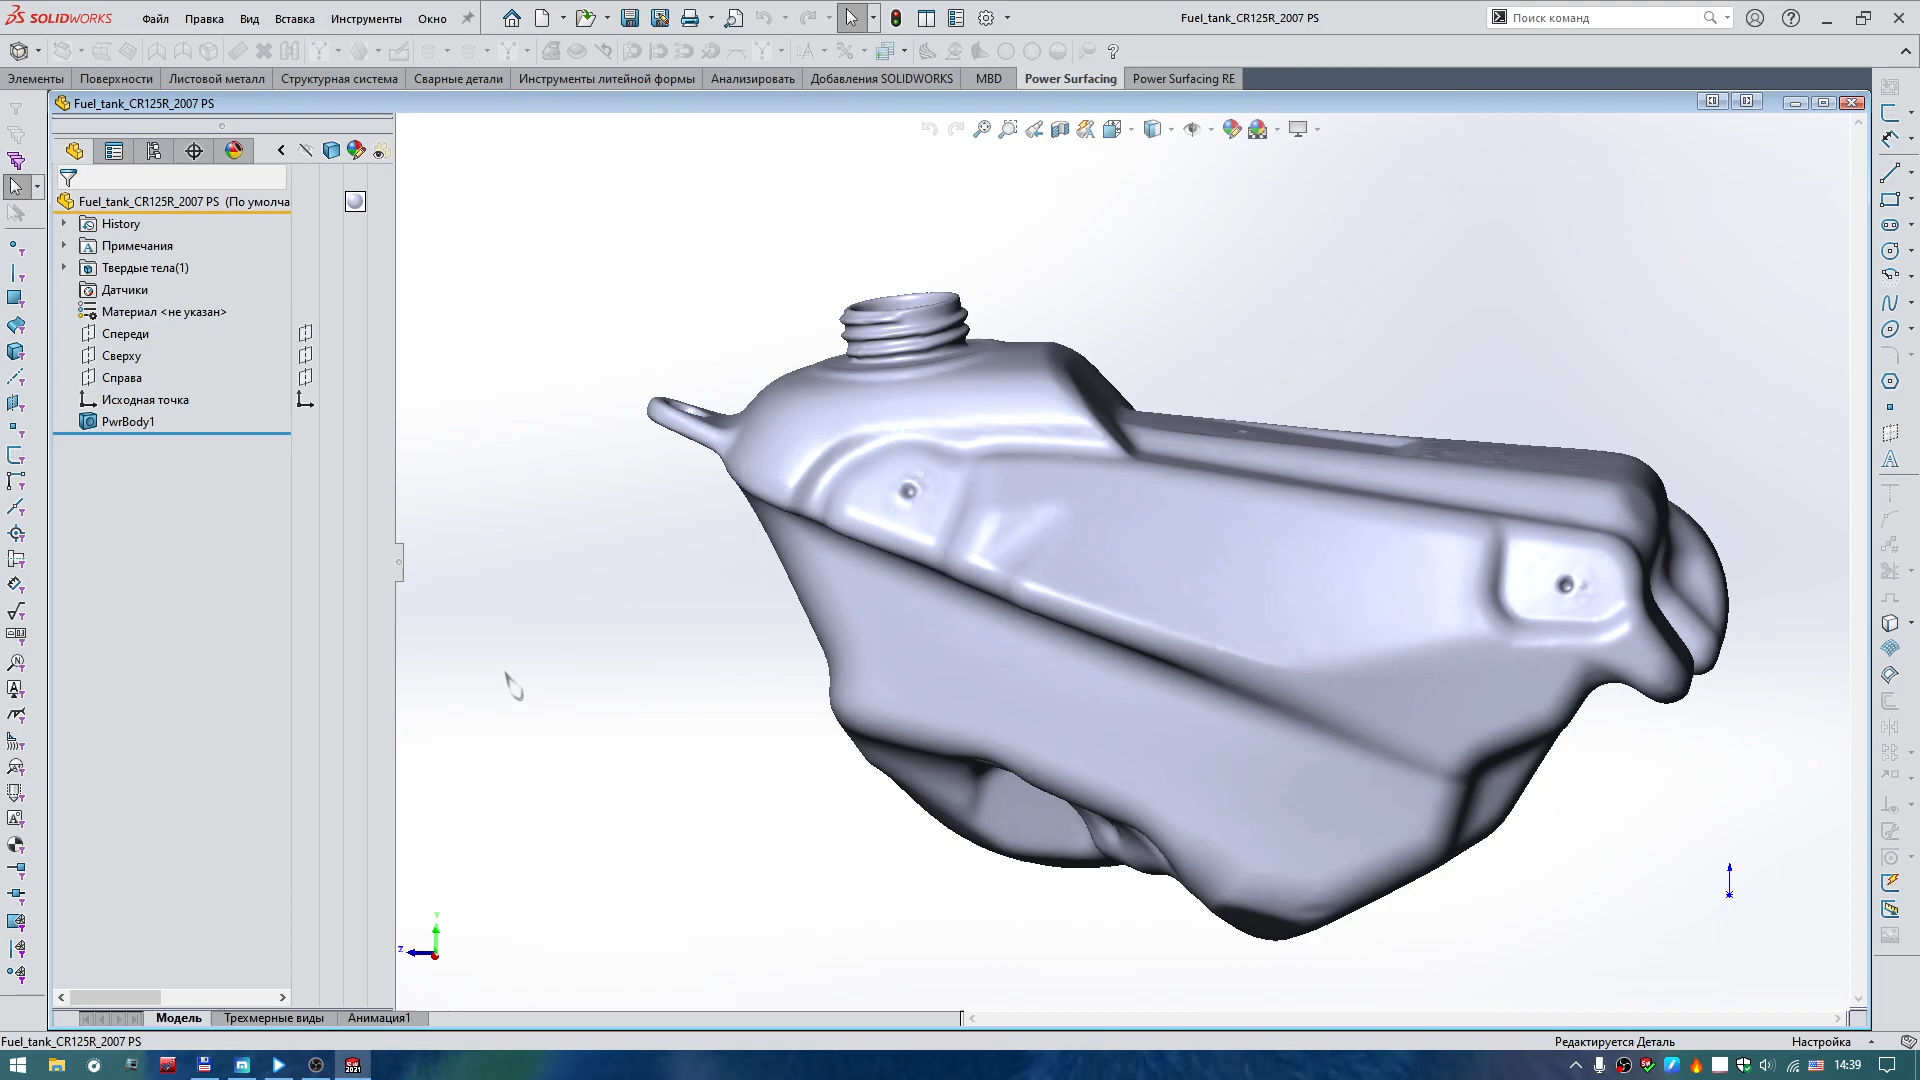 SOLIDWORKS
Файл
Правка
Вид
Вставка
Инструменты
Окно
Fuel_tank_CR125R_2007 PS
Поиск команд
Элементы
Поверхности
Листовой металл
Структурная система
Сварные детали
Инструменты литейной формы
Анализировать
Добавления SOLIDWORKS
MBD
Power Surfacing
Power Surfacing RE
Fuel_tank_CR125R_2007 PS
Fuel_tank_CR125R_2007 PS (По умолча
History
Примечания
Твердые тела(1)
Датчики
Материал <не указан>
Спереди
Сверху
Справа
Исходная точка
PwrBody1
Y
Z
Модель
Трехмерные виды
Анимация1
Fuel_tank_CR125R_2007 PS
Редактируется Деталь
Настройка
14:39